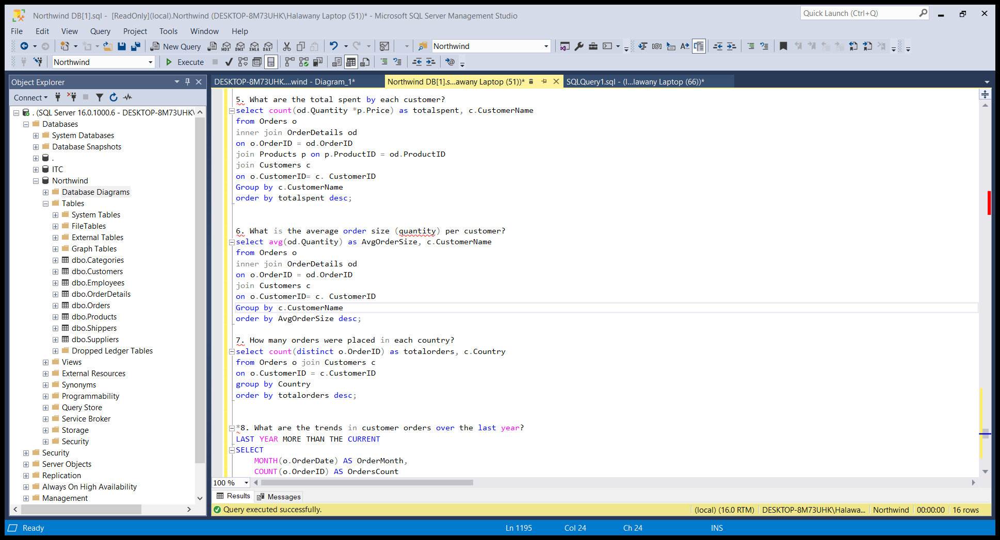 Northwind DB[1].sql - [ReadOnly](local).Northwind (DESKTOP-8M73UHK\Halawany Laptop (51))* - Microsoft SQL Server Management Studio
Quick Launch (Ctrl+Q)
File Edit View Query Project Tools Window Help
New Query MDX DMX XMLA DAX Northwind
Northwind Execute
Object Explorer
Connect
. (SQL Server 16.0.1000.6 - DESKTOP-8M73UHK\
Databases
System Databases
Database Snapshots
.
ITC
Northwind
Database Diagrams
Tables
System Tables
FileTables
External Tables
Graph Tables
dbo.Categories
dbo.Customers
dbo.Employees
dbo.OrderDetails
dbo.Orders
dbo.Products
dbo.Shippers
dbo.Suppliers
Dropped Ledger Tables
Views
External Resources
Synonyms
Programmability
Query Store
Service Broker
Storage
Security
Security
Server Objects
Replication
Always On High Availability
Management
DESKTOP-8M73UHK....wind - Diagram_1* Northwind DB[1].s...awany Laptop (51))* SQLQuery1.sql - (l...lawany Laptop (66))*
5. What are the total spent by each customer?
select count(od.Quantity *p.Price) as totalspent, c.CustomerName
from Orders o
inner join OrderDetails od
on o.OrderID = od.OrderID
join Products p on p.ProductID = od.ProductID
join Customers c
on o.CustomerID= c. CustomerID
Group by c.CustomerName
order by totalspent desc;
6. What is the average order size (quantity) per customer?
select avg(od.Quantity) as AvgOrderSize, c.CustomerName
from Orders o
inner join OrderDetails od
on o.OrderID = od.OrderID
join Customers c
on o.CustomerID= c. CustomerID
Group by c.CustomerName
order by AvgOrderSize desc;
7. How many orders were placed in each country?
select count(distinct o.OrderID) as totalorders, c.Country
from Orders o join Customers c
on o.CustomerID = c.CustomerID
group by Country
order by totalorders desc;
*8. What are the trends in customer orders over the last year?
LAST YEAR MORE THAN THE CURRENT
SELECT
MONTH(o.OrderDate) AS OrderMonth,
COUNT(o.OrderID) AS OrdersCount
100 %
Results Messages
Query executed successfully. (local) (16.0 RTM) DESKTOP-8M73UHK\Halawa... Northwind 00:00:00 16 rows
Ready Ln 1195 Col 24 Ch 24 INS